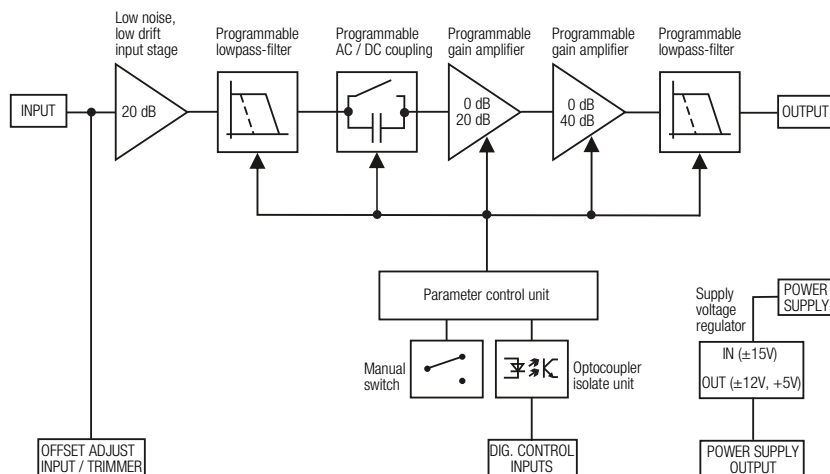 Low noise,
low drift
input stage
Programmable
lowpass-filter
Programmable
AC / DC coupling
Programmable
gain amplifier
Programmable
gain amplifier
Programmable
lowpass-filter
INPUT
20 dB
0 dB
20 dB
0 dB
40 dB
OUTPUT
Parameter control unit
Manual
switch
Optocoupler
isolate unit
Supply
voltage
regulator
POWER
SUPPLY
IN (±15V)
OUT (±12V, +5V)
OFFSET ADJUST
INPUT / TRIMMER
DIG. CONTROL
INPUTS
POWER SUPPLY
OUTPUT